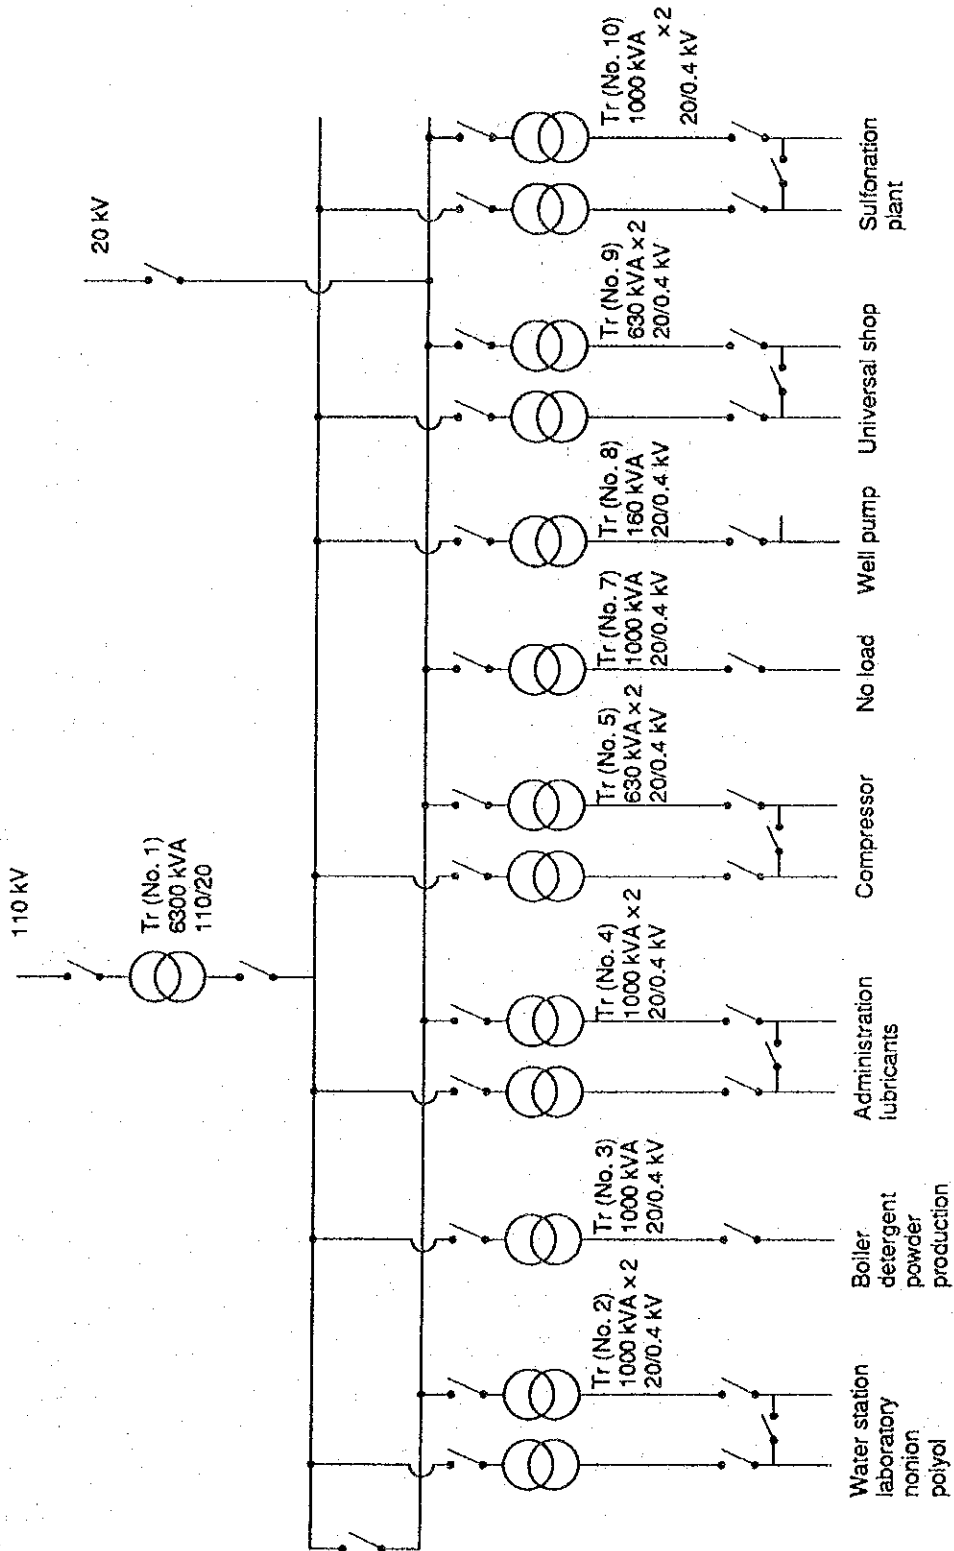 110 kV
Tr (No. 1)
6300 kVA
110/20
20 kV
Tr (No. 2)
1000 kVA × 2
20/0.4 kV
Tr (No. 3)
1000 kVA
20/0.4 kV
Tr (No. 4)
1000 kVA × 2
20/0.4 kV
Tr (No. 5)
630 kVA × 2
20/0.4 kV
Tr (No. 7)
1000 kVA
20/0.4 kV
Tr (No. 8)
160 kVA
20/0.4 kV
Tr (No. 9)
630 kVA × 2
20/0.4 kV
Tr (No. 10)
1000 kVA
× 2
20/0.4 kV
Water station
laboratory
nonion
polyol
Boiler
detergent
powder
production
Administration
lubricants
Compressor
No load
Well pump
Universal shop
Sulfonation
plant